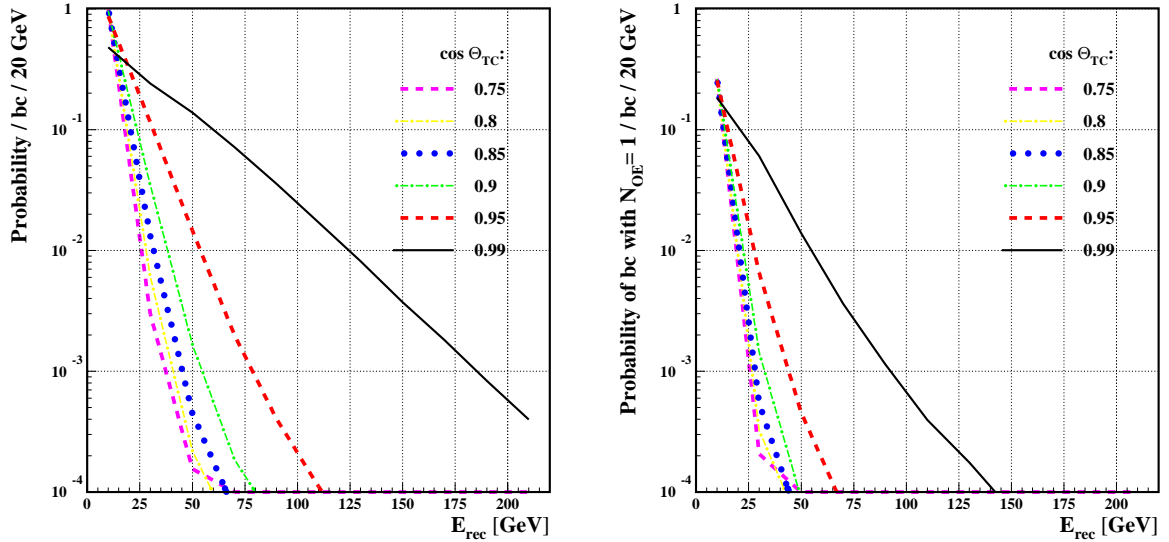 Probability / bc / 20 GeV
1
10⁻¹
10⁻²
10⁻³
10⁻⁴
0 25 50 75 100 125 150 175 200
E_rec [GeV]
cos Θ_TC:
0.75
0.8
0.85
0.9
0.95
0.99
Probability of bc with N_OE= 1 / bc / 20 GeV
1
10⁻¹
10⁻²
10⁻³
10⁻⁴
0 25 50 75 100 125 150 175 200
E_rec [GeV]
cos Θ_TC:
0.75
0.8
0.85
0.9
0.95
0.99